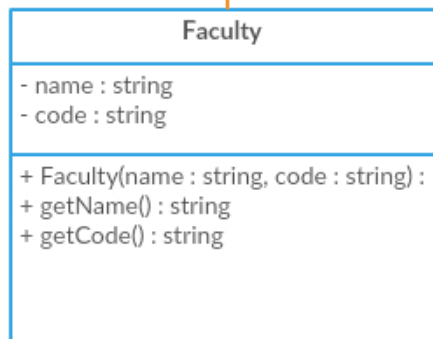 Faculty
- name : string
- code : string
+ Faculty(name : string, code : string) :
+ getName() : string
+ getCode() : string